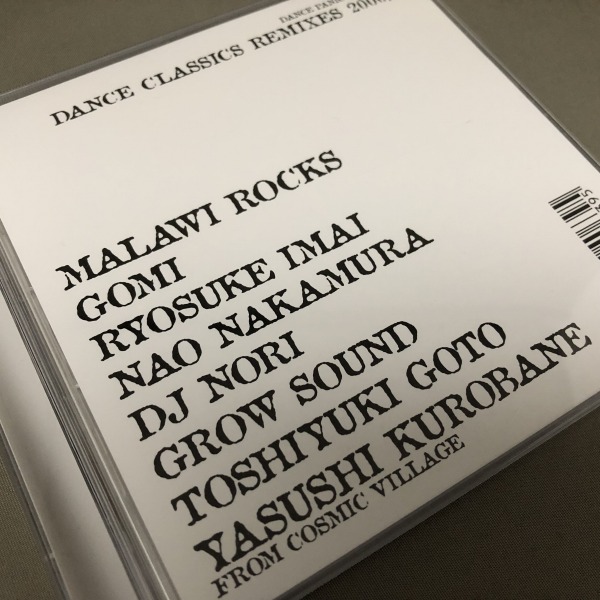 DANCE CLASSICS REMIXES 2000
MALAWI ROCKS
GOMI
RYOSUKE IMAI
NAO NAKAMURA
DJ NORI
GROW SOUND
TOSHIYUKI GOTO
YASUSHI KUROBANE
FROM COSMIC VILLAGE